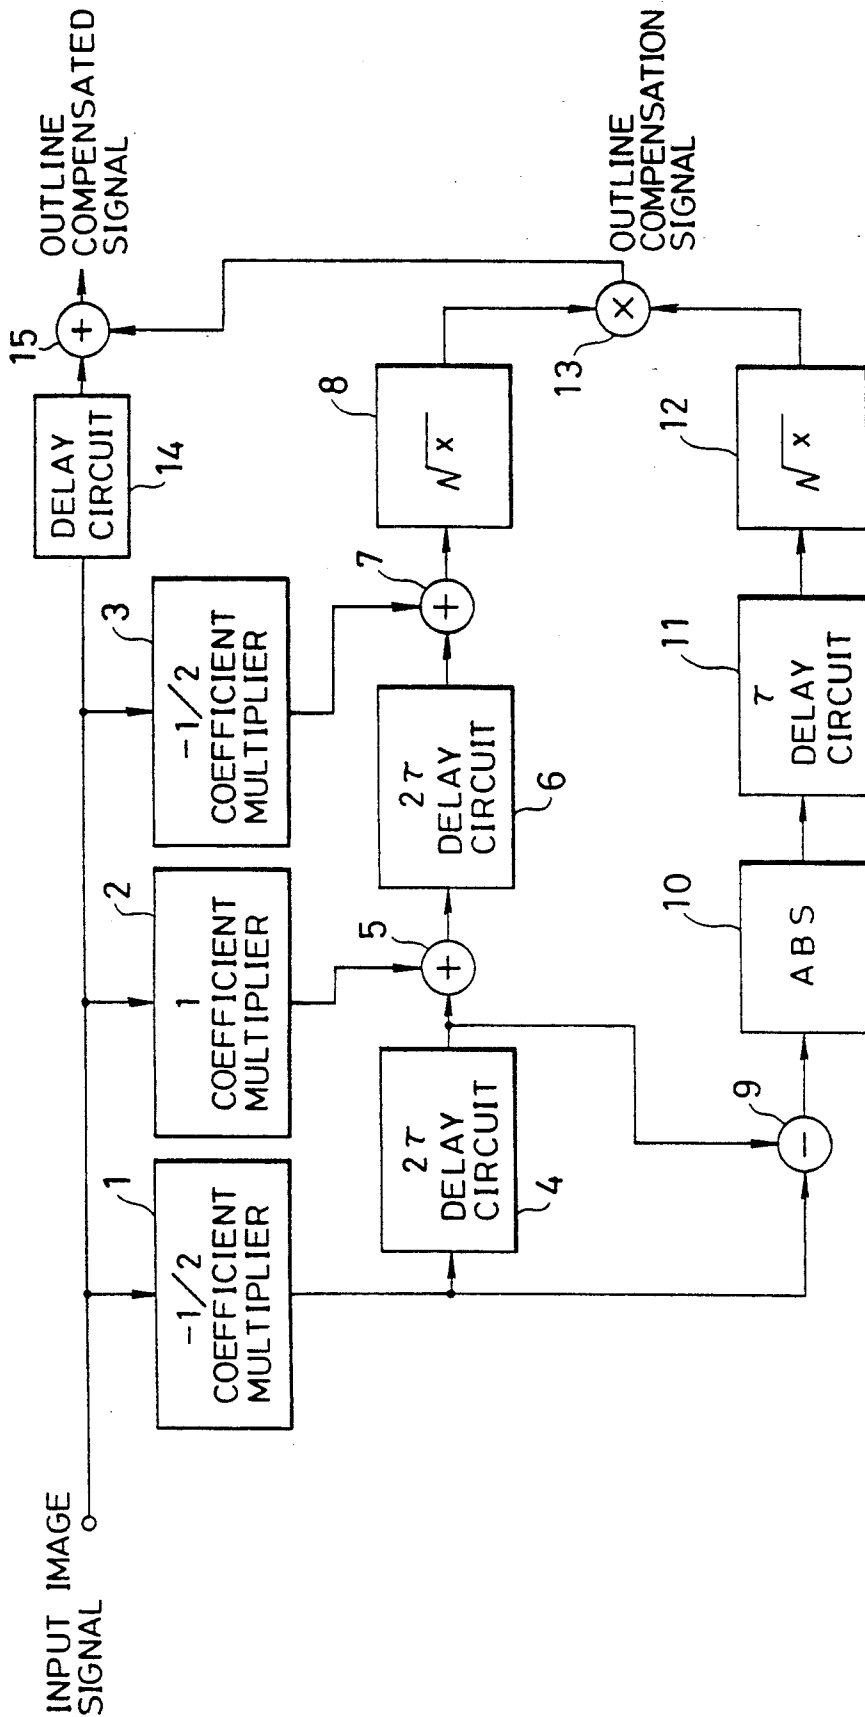 INPUT IMAGE
SIGNAL
1
-1/2
COEFFICIENT
MULTIPLIER
2
1
COEFFICIENT
MULTIPLIER
3
-1/2
COEFFICIENT
MULTIPLIER
DELAY
CIRCUIT
14
15
+
OUTLINE
COMPENSATED
SIGNAL
2τ
DELAY
CIRCUIT
4
5
+
2τ
DELAY
CIRCUIT
6
7
+
8
√x
9
−
10
ABS
11
τ
DELAY
CIRCUIT
12
√x
13
×
OUTLINE
COMPENSATION
SIGNAL